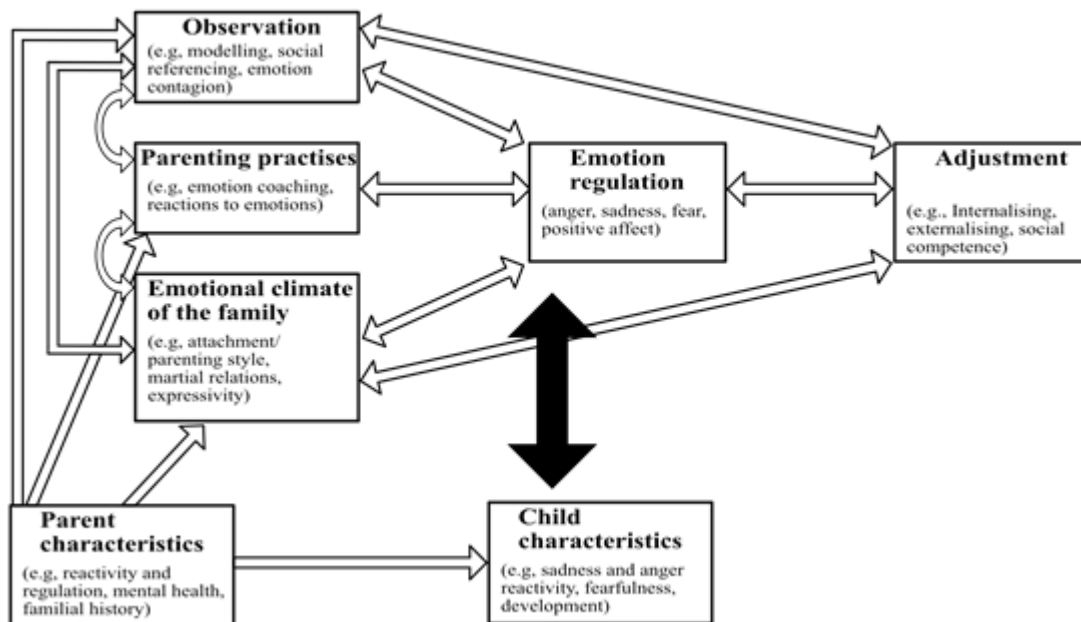 Observation
(e.g, modelling, social
referencing, emotion
contagion)
Parenting practises
(e.g, emotion coaching,
reactions to emotions)
Emotional climate
of the family
(e.g, attachment/
parenting style,
martial relations,
expressivity)
Emotion
regulation
(anger, sadness, fear,
positive affect)
Adjustment
(e.g., Internalising,
externalising, social
competence)
Parent
characteristics
(e.g, reactivity and
regulation, mental health,
familial history)
Child
characteristics
(e.g, sadness and anger
reactivity, fearfulness,
development)